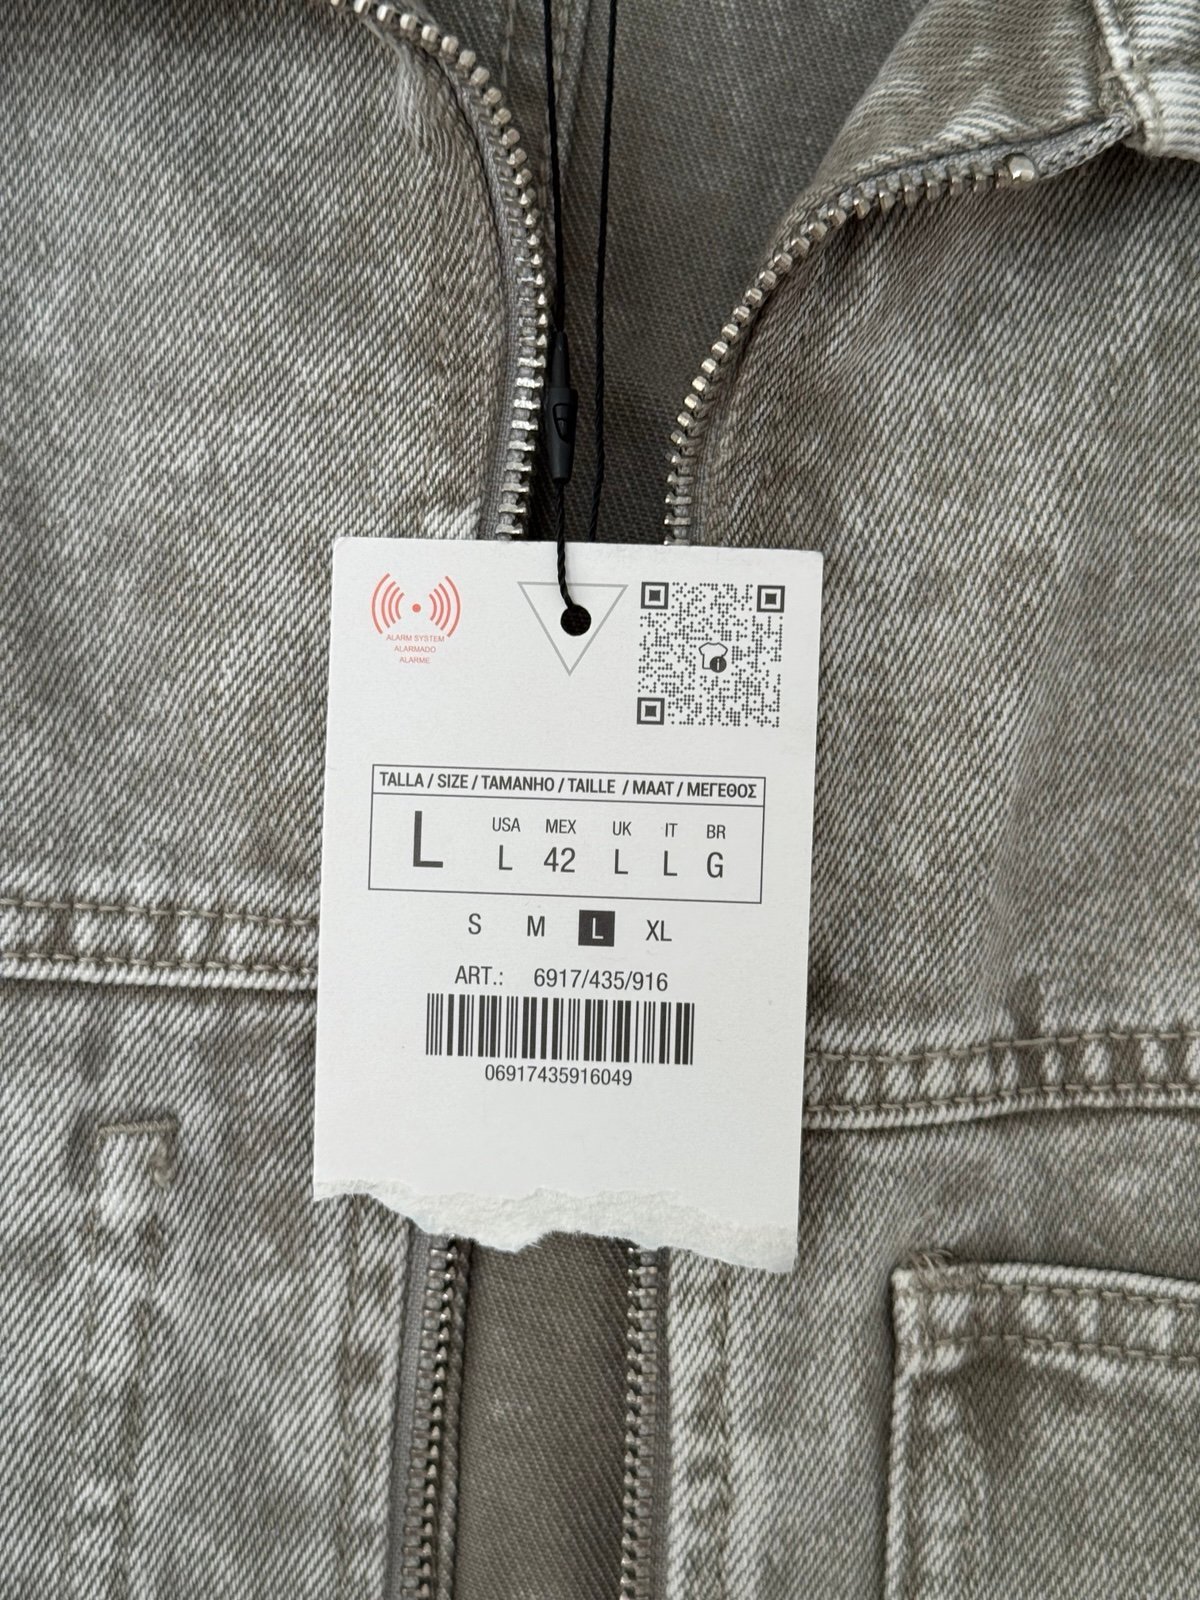 ALARM SYSTEM
ALARMADO
ALARME
TALLA / SIZE / TAMANHO / TAILLE / MAAT / ΜΕΓΕΘΟΣ
L
USA MEX UK IT BR
L 42 L L G
S M L XL
ART.: 6917/435/916
06917435916049